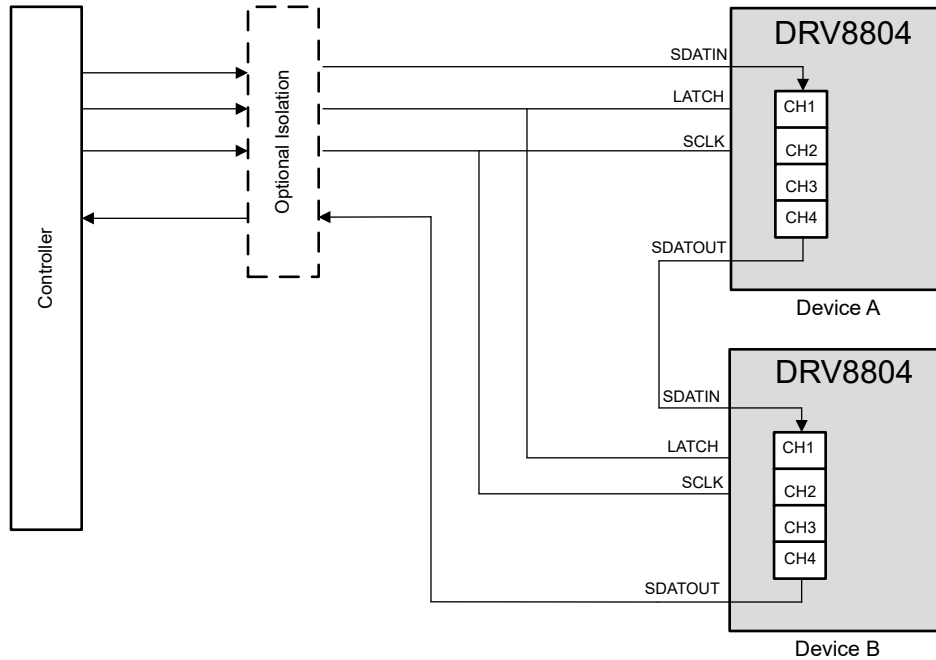 Controller
Optional Isolation
DRV8804
SDATIN
LATCH
SCLK
CH1
CH2
CH3
CH4
SDATOUT
Device A
DRV8804
SDATIN
LATCH
SCLK
CH1
CH2
CH3
CH4
SDATOUT
Device B